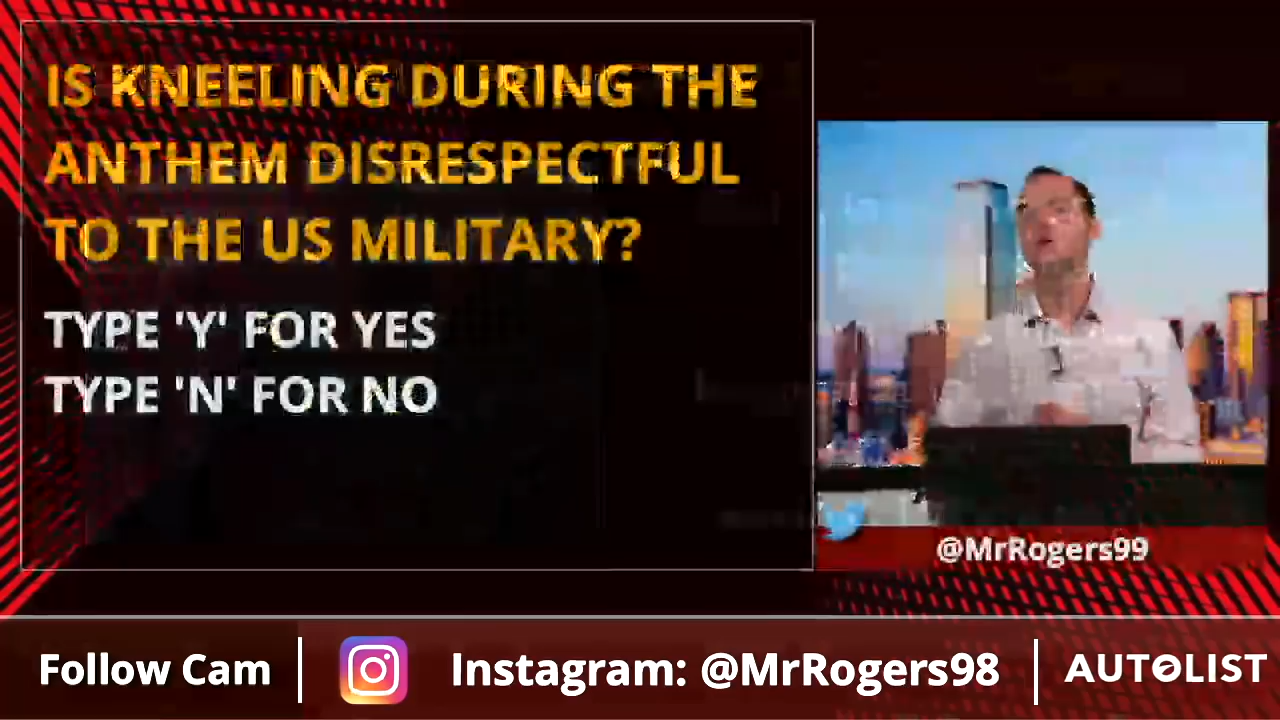 IS KNEELING DURING THE
ANTHEM DISRESPECTFUL
TO THE US MILITARY?
TYPE 'Y' FOR YES
TYPE 'N' FOR NO
@MrRogers99
Follow Cam
Instagram: @MrRogers98
AUTOLIST